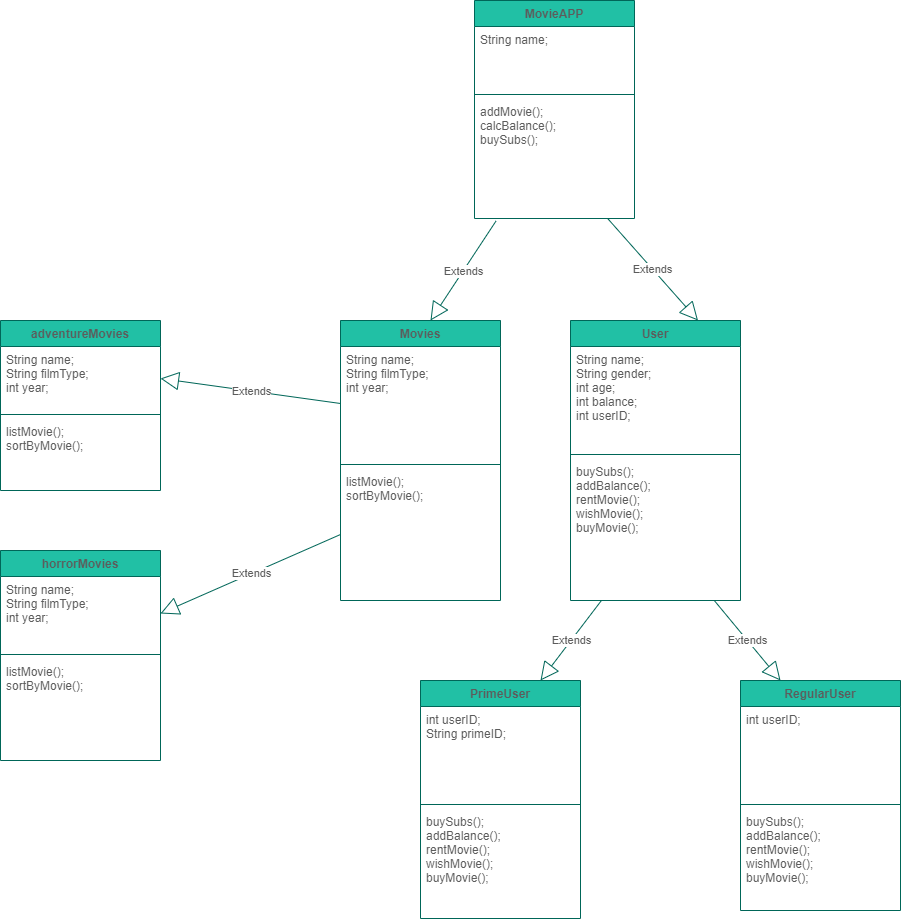 MovieAPP
String name;
addMovie();
calcBalance();
buySubs();
Extends
Extends
adventureMovies
String name;
String filmType;
int year;
listMovie();
sortByMovie();
Extends
Movies
String name;
String filmType;
int year;
listMovie();
sortByMovie();
User
String name;
String gender;
int age;
int balance;
int userID;
buySubs();
addBalance();
rentMovie();
wishMovie();
buyMovie();
horrorMovies
String name;
String filmType;
int year;
listMovie();
sortByMovie();
Extends
Extends
Extends
PrimeUser
int userID;
String primeID;
buySubs();
addBalance();
rentMovie();
wishMovie();
buyMovie();
RegularUser
int userID;
buySubs();
addBalance();
rentMovie();
wishMovie();
buyMovie();